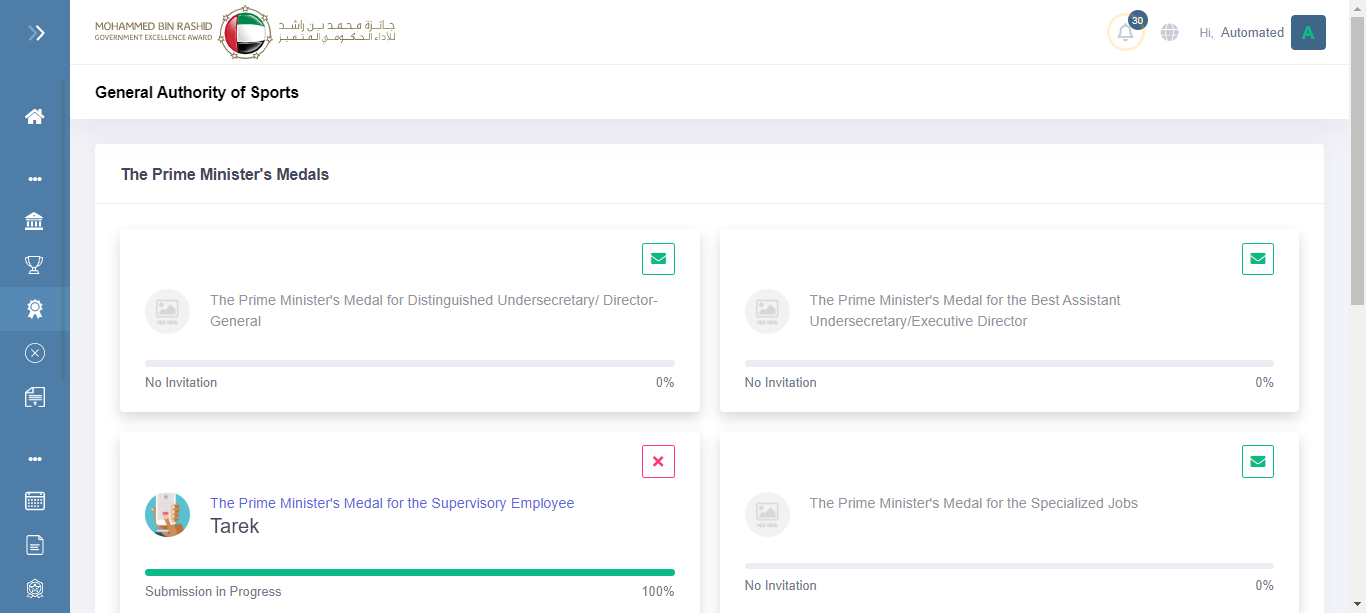 MOHAMMED BIN RASHID
GOVERNMENT EXCELLENCE AWARD
جائزة محمد بن راشد
للأداء الحكومي المتميز
30
Hi, Automated
A
General Authority of Sports
The Prime Minister's Medals
The Prime Minister's Medal for Distinguished Undersecretary/ Director-
General
No Invitation 0%
The Prime Minister's Medal for the Best Assistant
Undersecretary/Executive Director
No Invitation 0%
The Prime Minister's Medal for the Supervisory Employee
Tarek
Submission in Progress 100%
The Prime Minister's Medal for the Specialized Jobs
No Invitation 0%